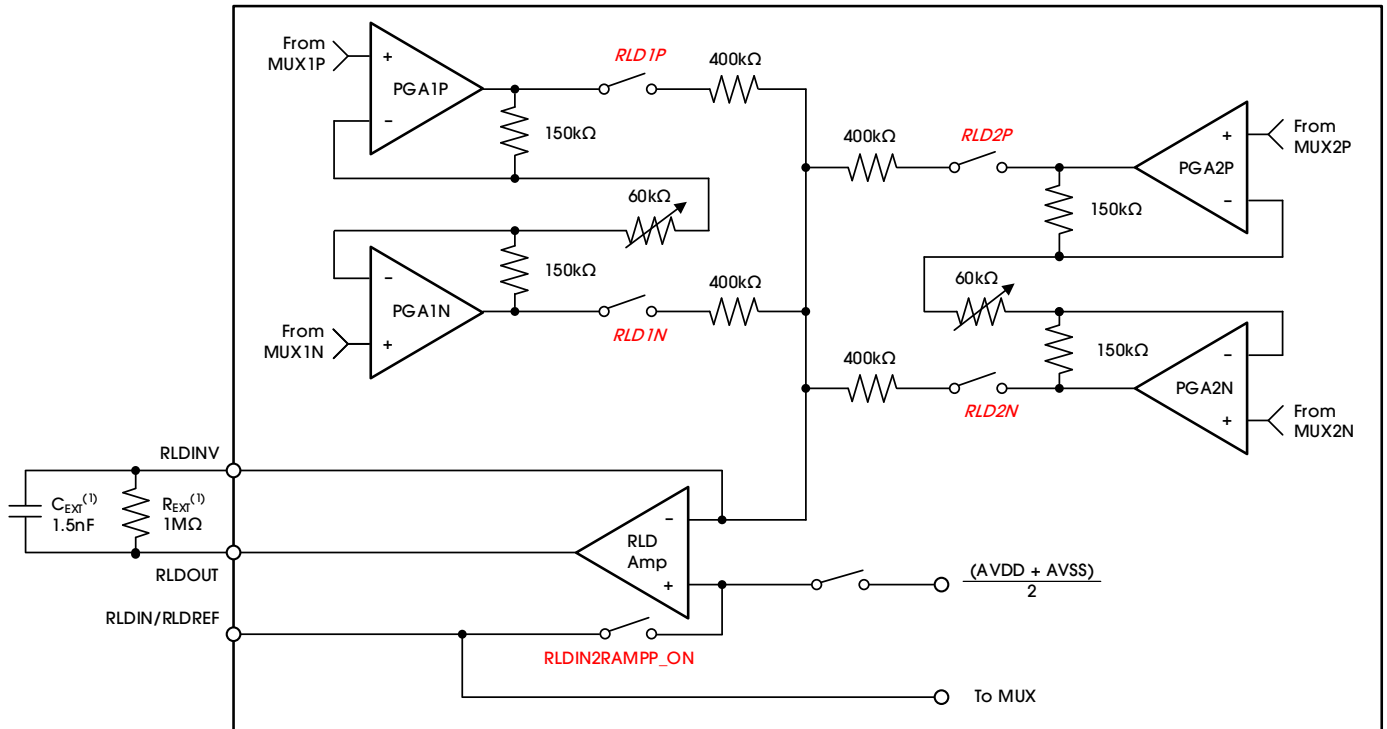 From
MUX1P
+
PGA1P
−
RLD1P
400kΩ
150kΩ
60kΩ
−
PGA1N
+
150kΩ
From
MUX1N
RLD1N
400kΩ
400kΩ
RLD2P
+
PGA2P
−
From
MUX2P
150kΩ
60kΩ
400kΩ
RLD2N
150kΩ
−
PGA2N
+
From
MUX2N
RLDINV
CEXT(1)
1.5nF
REXT(1)
1MΩ
RLDOUT
−
RLD
Amp
+
(AVDD + AVSS)
2
RLDIN/RLDREF
RLDIN2RAMPP_ON
To MUX